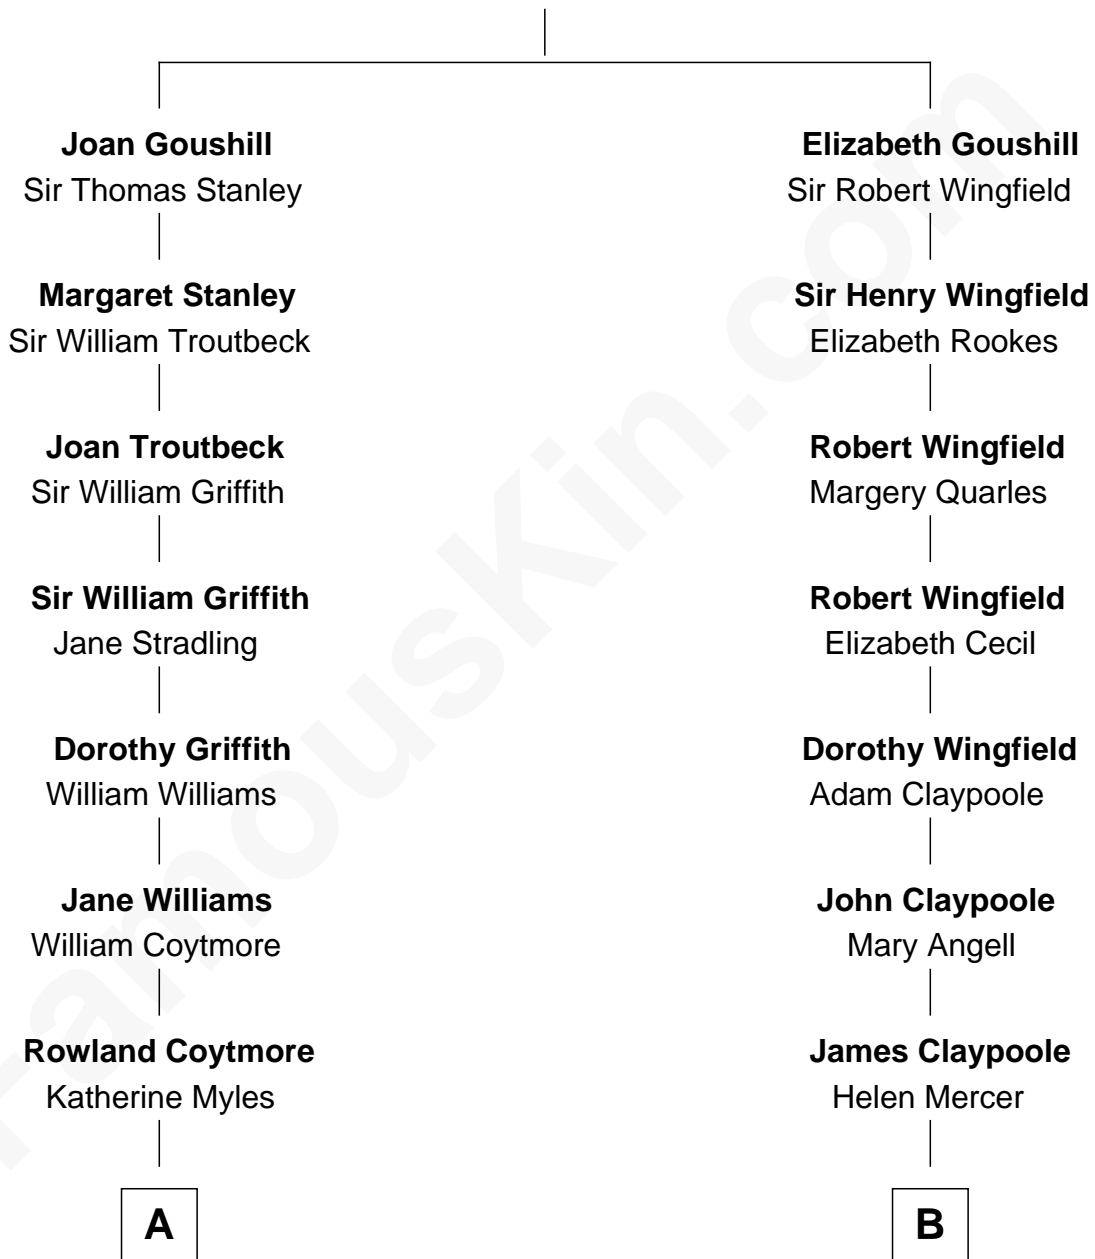 Joan Goushill
Sir Thomas Stanley
Margaret Stanley
Sir William Troutbeck
Joan Troutbeck
Sir William Griffith
Sir William Griffith
Jane Stradling
Dorothy Griffith
William Williams
Jane Williams
William Coytmore
Rowland Coytmore
Katherine Myles
A
Elizabeth Goushill
Sir Robert Wingfield
Sir Henry Wingfield
Elizabeth Rookes
Robert Wingfield
Margery Quarles
Robert Wingfield
Elizabeth Cecil
Dorothy Wingfield
Adam Claypoole
John Claypoole
Mary Angell
James Claypoole
Helen Mercer
B
FamousKin.com